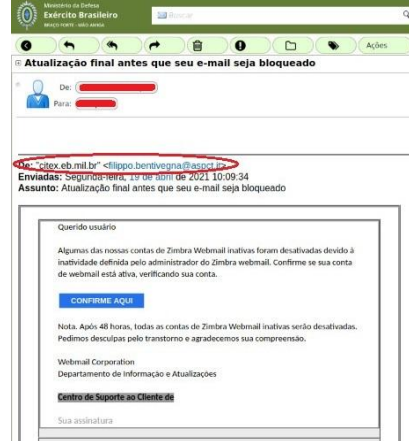 Ministério da Defesa
Exército Brasileiro
BRAÇO FORTE - MÃO AMIGA
Buscar
Ações
Atualização final antes que seu e-mail seja bloqueado
De:
Para:
De: "citex.eb.mil.br" <filippo.bentivegna@aspct.it>
Enviadas: Segunda-feira, 19 de abril de 2021 10:09:34
Assunto: Atualização final antes que seu e-mail seja bloqueado
Querido usuário
Algumas das nossas contas de Zimbra Webmail inativas foram desativadas devido à
inatividade definida pelo administrador do Zimbra webmail. Confirme se sua conta
de webmail está ativa, verificando sua conta.
CONFIRME AQUI
Nota. Após 48 horas, todas as contas de Zimbra Webmail inativas serão desativadas.
Pedimos desculpas pelo transtorno e agradecemos sua compreensão.
Webmail Corporation
Departamento de Informação e Atualizações
Centro de Suporte ao Cliente de
Sua assinatura